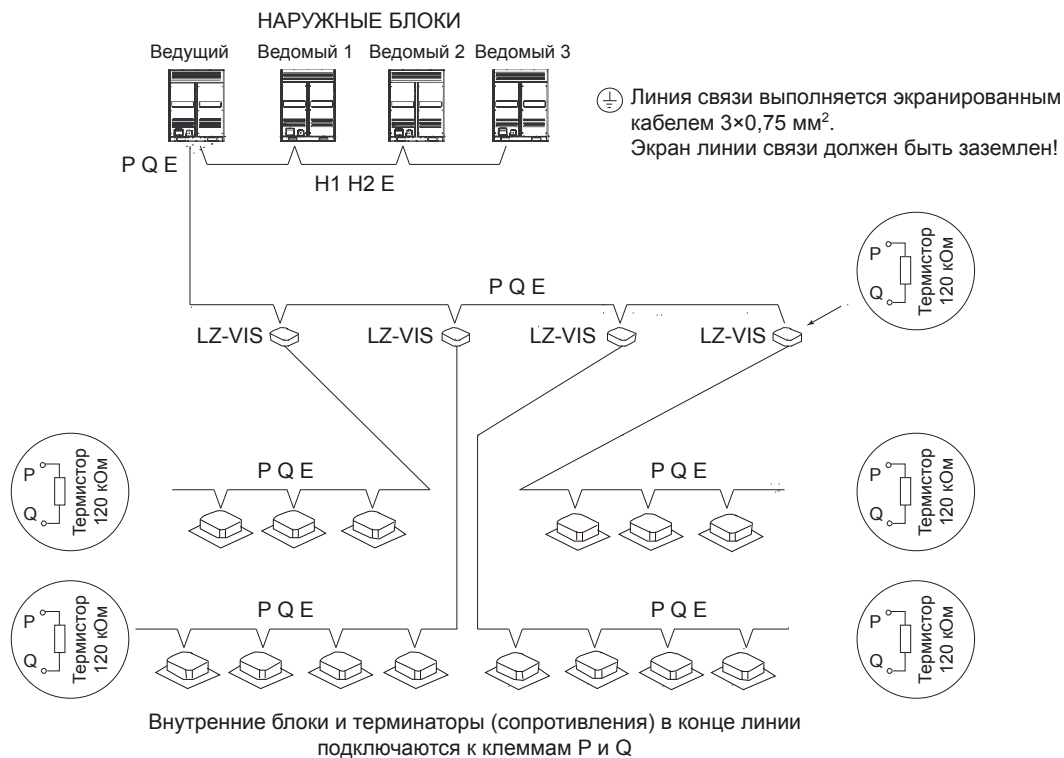 НАРУЖНЫЕ БЛОКИ
Ведущий
Ведомый 1
Ведомый 2
Ведомый 3
Линия связи выполняется экранированным
кабелем 3×0,75 мм².
Экран линии связи должен быть заземлен!
P Q E
H1 H2 E
P
Q
Термистор
120 кОм
P Q E
LZ-VIS
LZ-VIS
LZ-VIS
LZ-VIS
P
Q
Термистор
120 кОм
P Q E
P Q E
P
Q
Термистор
120 кОм
P
Q
Термистор
120 кОм
P Q E
P Q E
P
Q
Термистор
120 кОм
Внутренние блоки и терминаторы (сопротивления) в конце линии
подключаются к клеммам P и Q